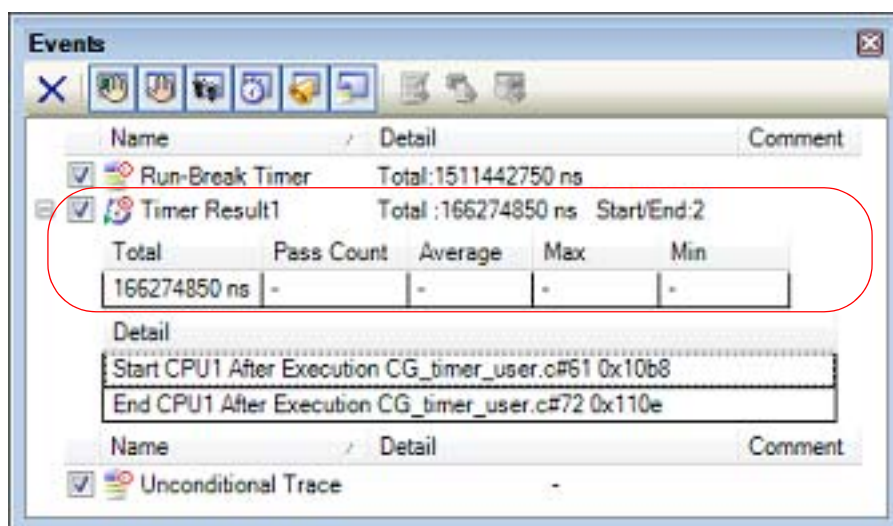 Events
Name / Detail Comment
Run-Break Timer Total:1511442750 ns
Timer Result1 Total :166274850 ns Start/End:2
Total Pass Count Average Max Min
166274850 ns - - - -
Detail
Start CPU1 After Execution CG_timer_user.c#61 0x10b8
End CPU1 After Execution CG_timer_user.c#72 0x110e
Name / Detail Comment
Unconditional Trace -